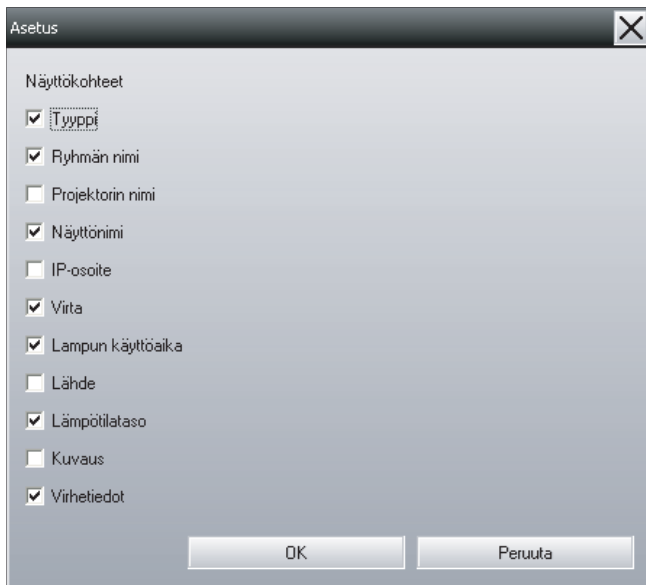 Asetus
Näyttökohteet
Tyyppi
Ryhmän nimi
Projektorin nimi
Näyttönimi
IP-osoite
Virta
Lampun käyttöaika
Lähde
Lämpötilataso
Kuvaus
Virhetiedot
OK
Peruuta